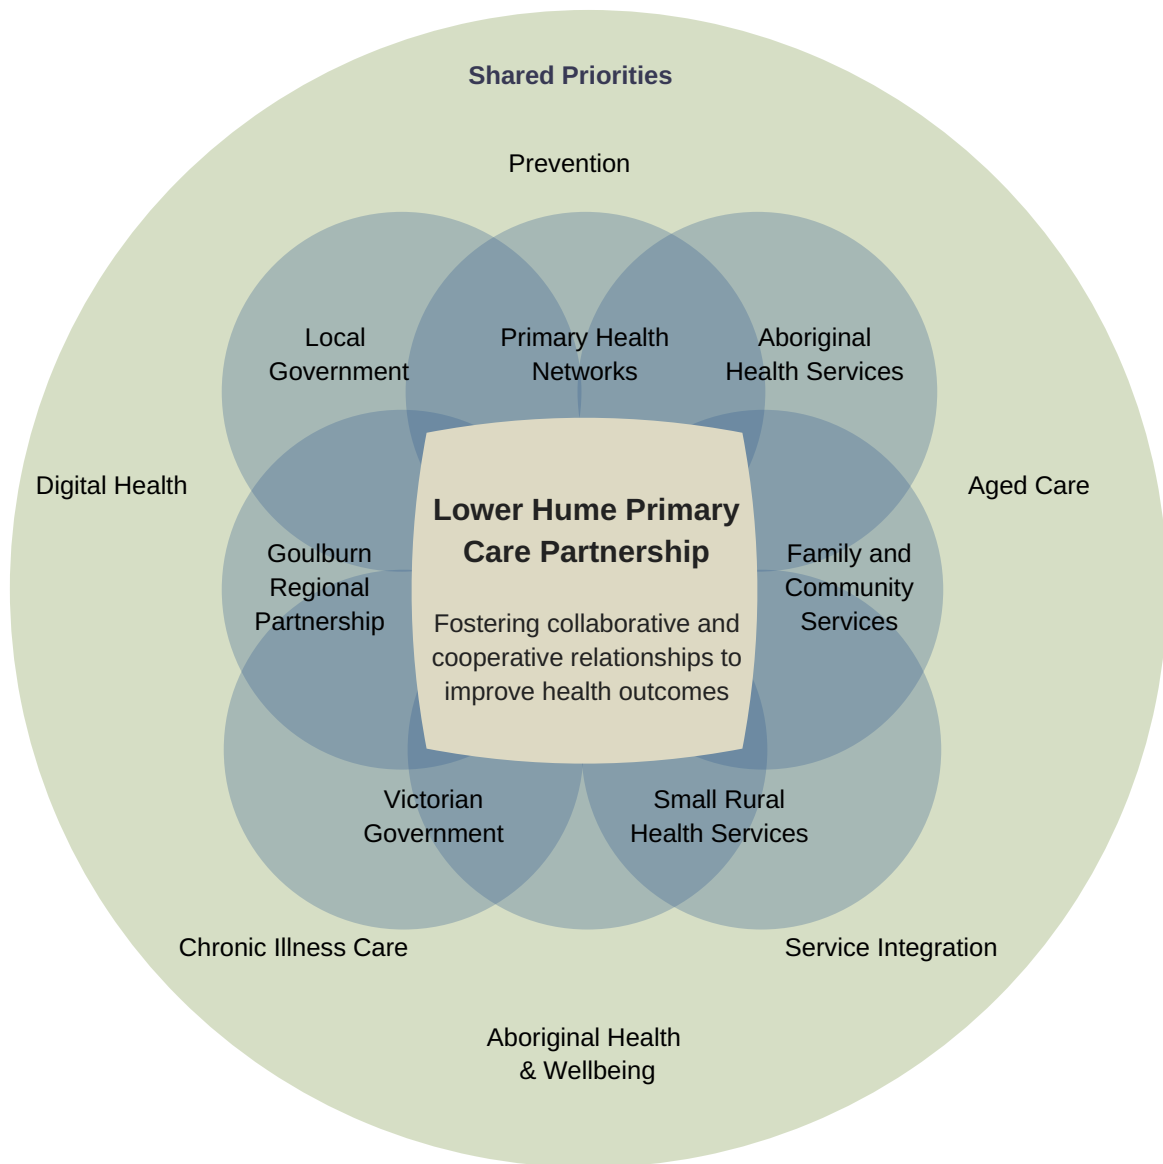 Shared Priorities
Prevention
Local
Government
Primary Health
Networks
Aboriginal
Health Services
Digital Health
Aged Care
Lower Hume Primary
Care Partnership
Fostering collaborative and
cooperative relationships to
improve health outcomes
Goulburn
Regional
Partnership
Family and
Community
Services
Victorian
Government
Small Rural
Health Services
Chronic Illness Care
Service Integration
Aboriginal Health
& Wellbeing